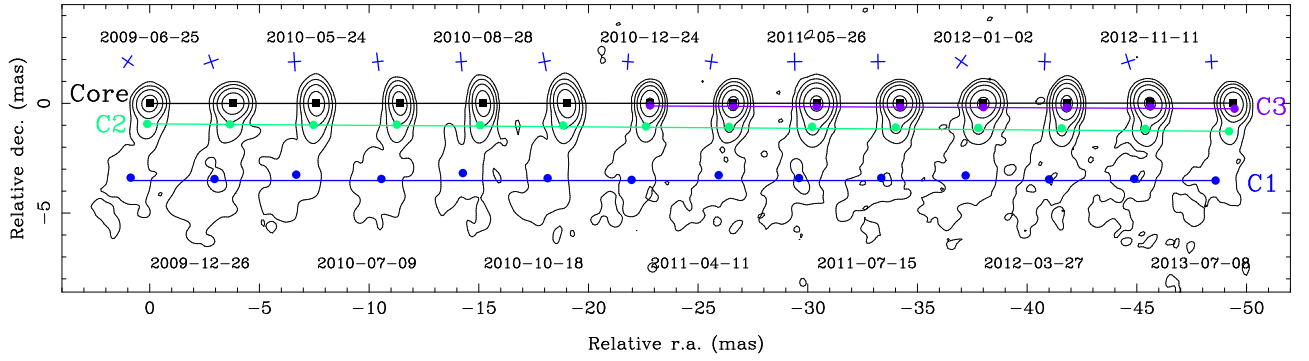 2009-06-25 2010-05-24 2010-08-28 2010-12-24 2011-05-26 2012-01-02 2012-11-11
Core
C3
C2
C1
2009-12-26 2010-07-09 2010-10-18 2011-04-11 2011-07-15 2012-03-27 2013-07-08
0
−5
Relative dec. (mas)
0 −5 −10 −15 −20 −25 −30 −35 −40 −45 −50
Relative r.a. (mas)